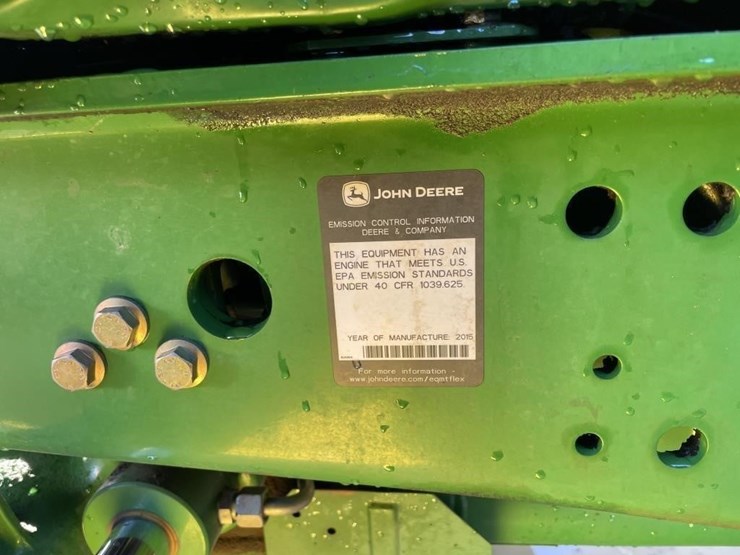 JOHN DEERE
EMISSION CONTROL INFORMATION
DEERE & COMPANY
THIS EQUIPMENT HAS AN
ENGINE THAT MEETS U.S.
EPA EMISSION STANDARDS
UNDER 40 CFR 1039.625.
YEAR OF MANUFACTURE: 2015
For more information -
www.johndeere.com/eqmtflex